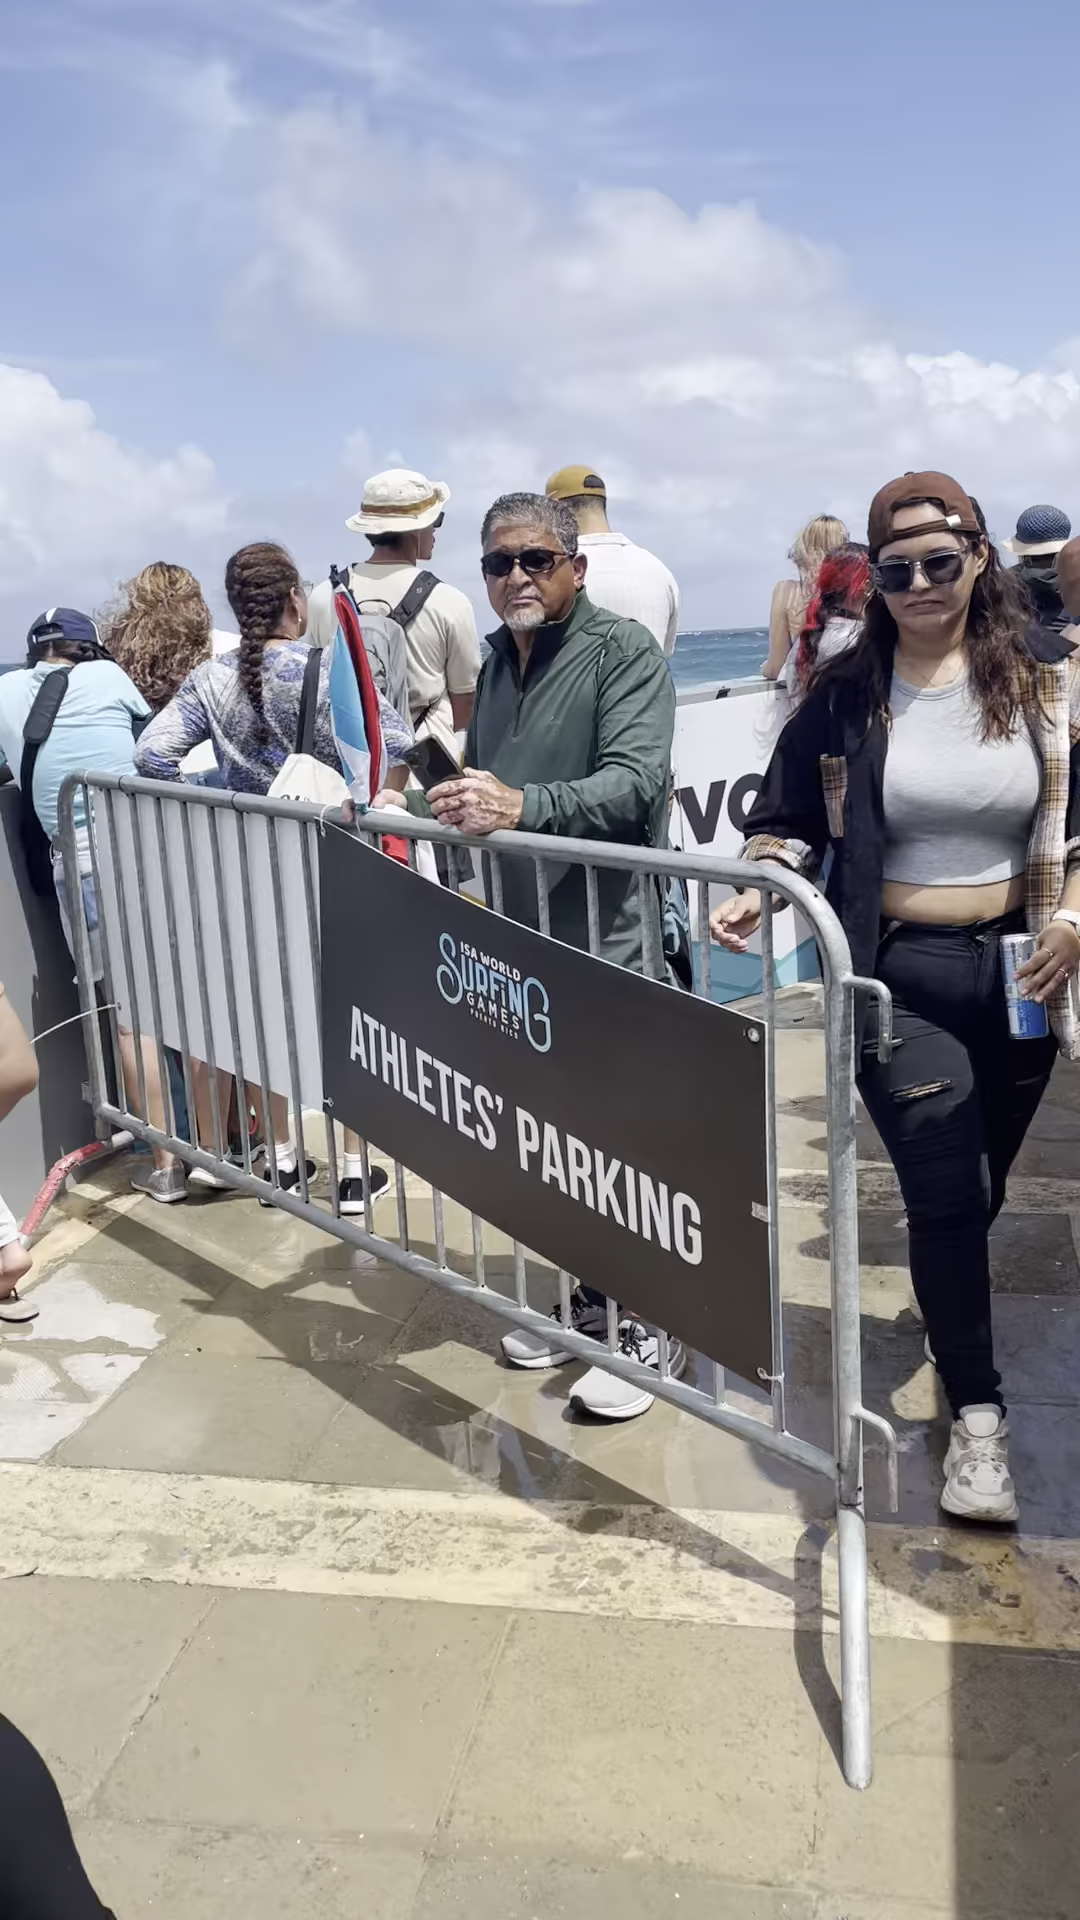 ISA WORLD
SURFING
GAMES
PUERTO RICO
ATHLETES' PARKING